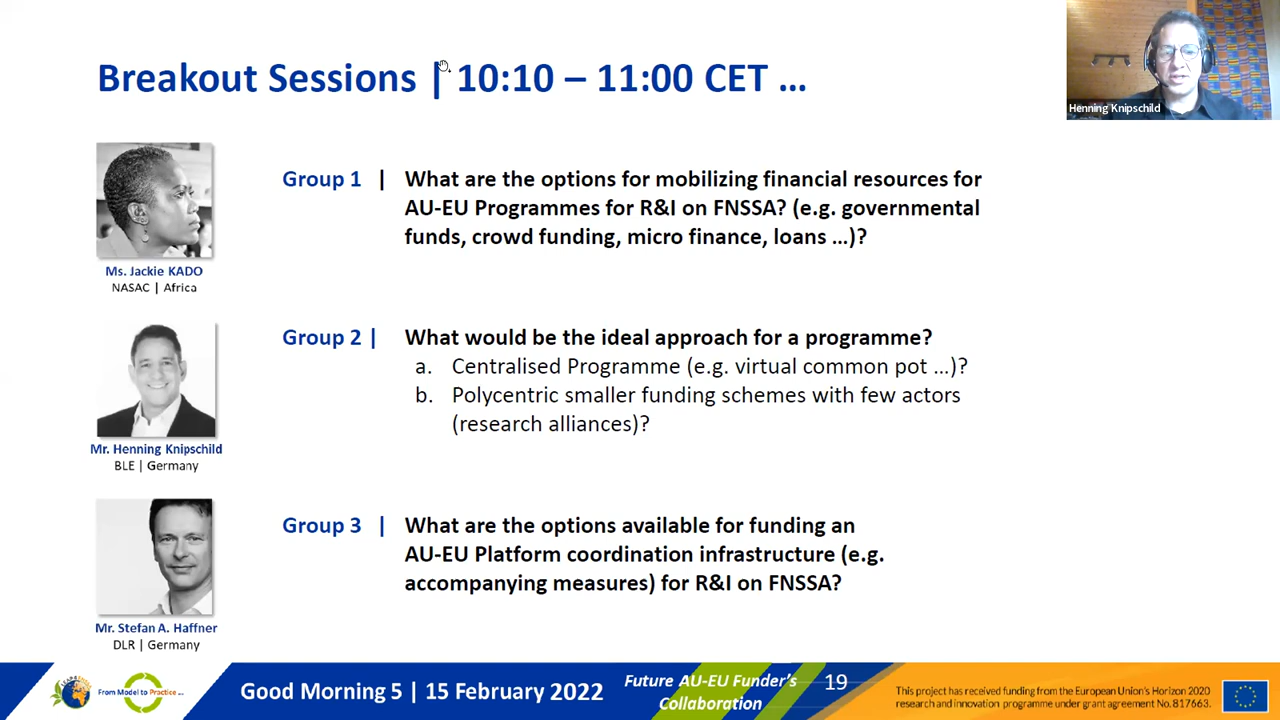 Breakout Sessions | 10:10 – 11:00 CET ...
Henning Knipschild
Ms. Jackie KADO
NASAC | Africa
Group 1 | What are the options for mobilizing financial resources for
AU-EU Programmes for R&I on FNSSA? (e.g. governmental
funds, crowd funding, micro finance, loans ...)?
Mr. Henning Knipschild
BLE | Germany
Group 2 | What would be the ideal approach for a programme?
a. Centralised Programme (e.g. virtual common pot ...)?
b. Polycentric smaller funding schemes with few actors
(research alliances)?
Mr. Stefan A. Haffner
DLR | Germany
Group 3 | What are the options available for funding an
AU-EU Platform coordination infrastructure (e.g.
accompanying measures) for R&I on FNSSA?
From Model to Practice ...
Good Morning 5 | 15 February 2022
Future AU-EU Funder's
Collaboration
19
This project has received funding from the European Union's Horizon 2020
research and innovation programme under grant agreement No. 817663.